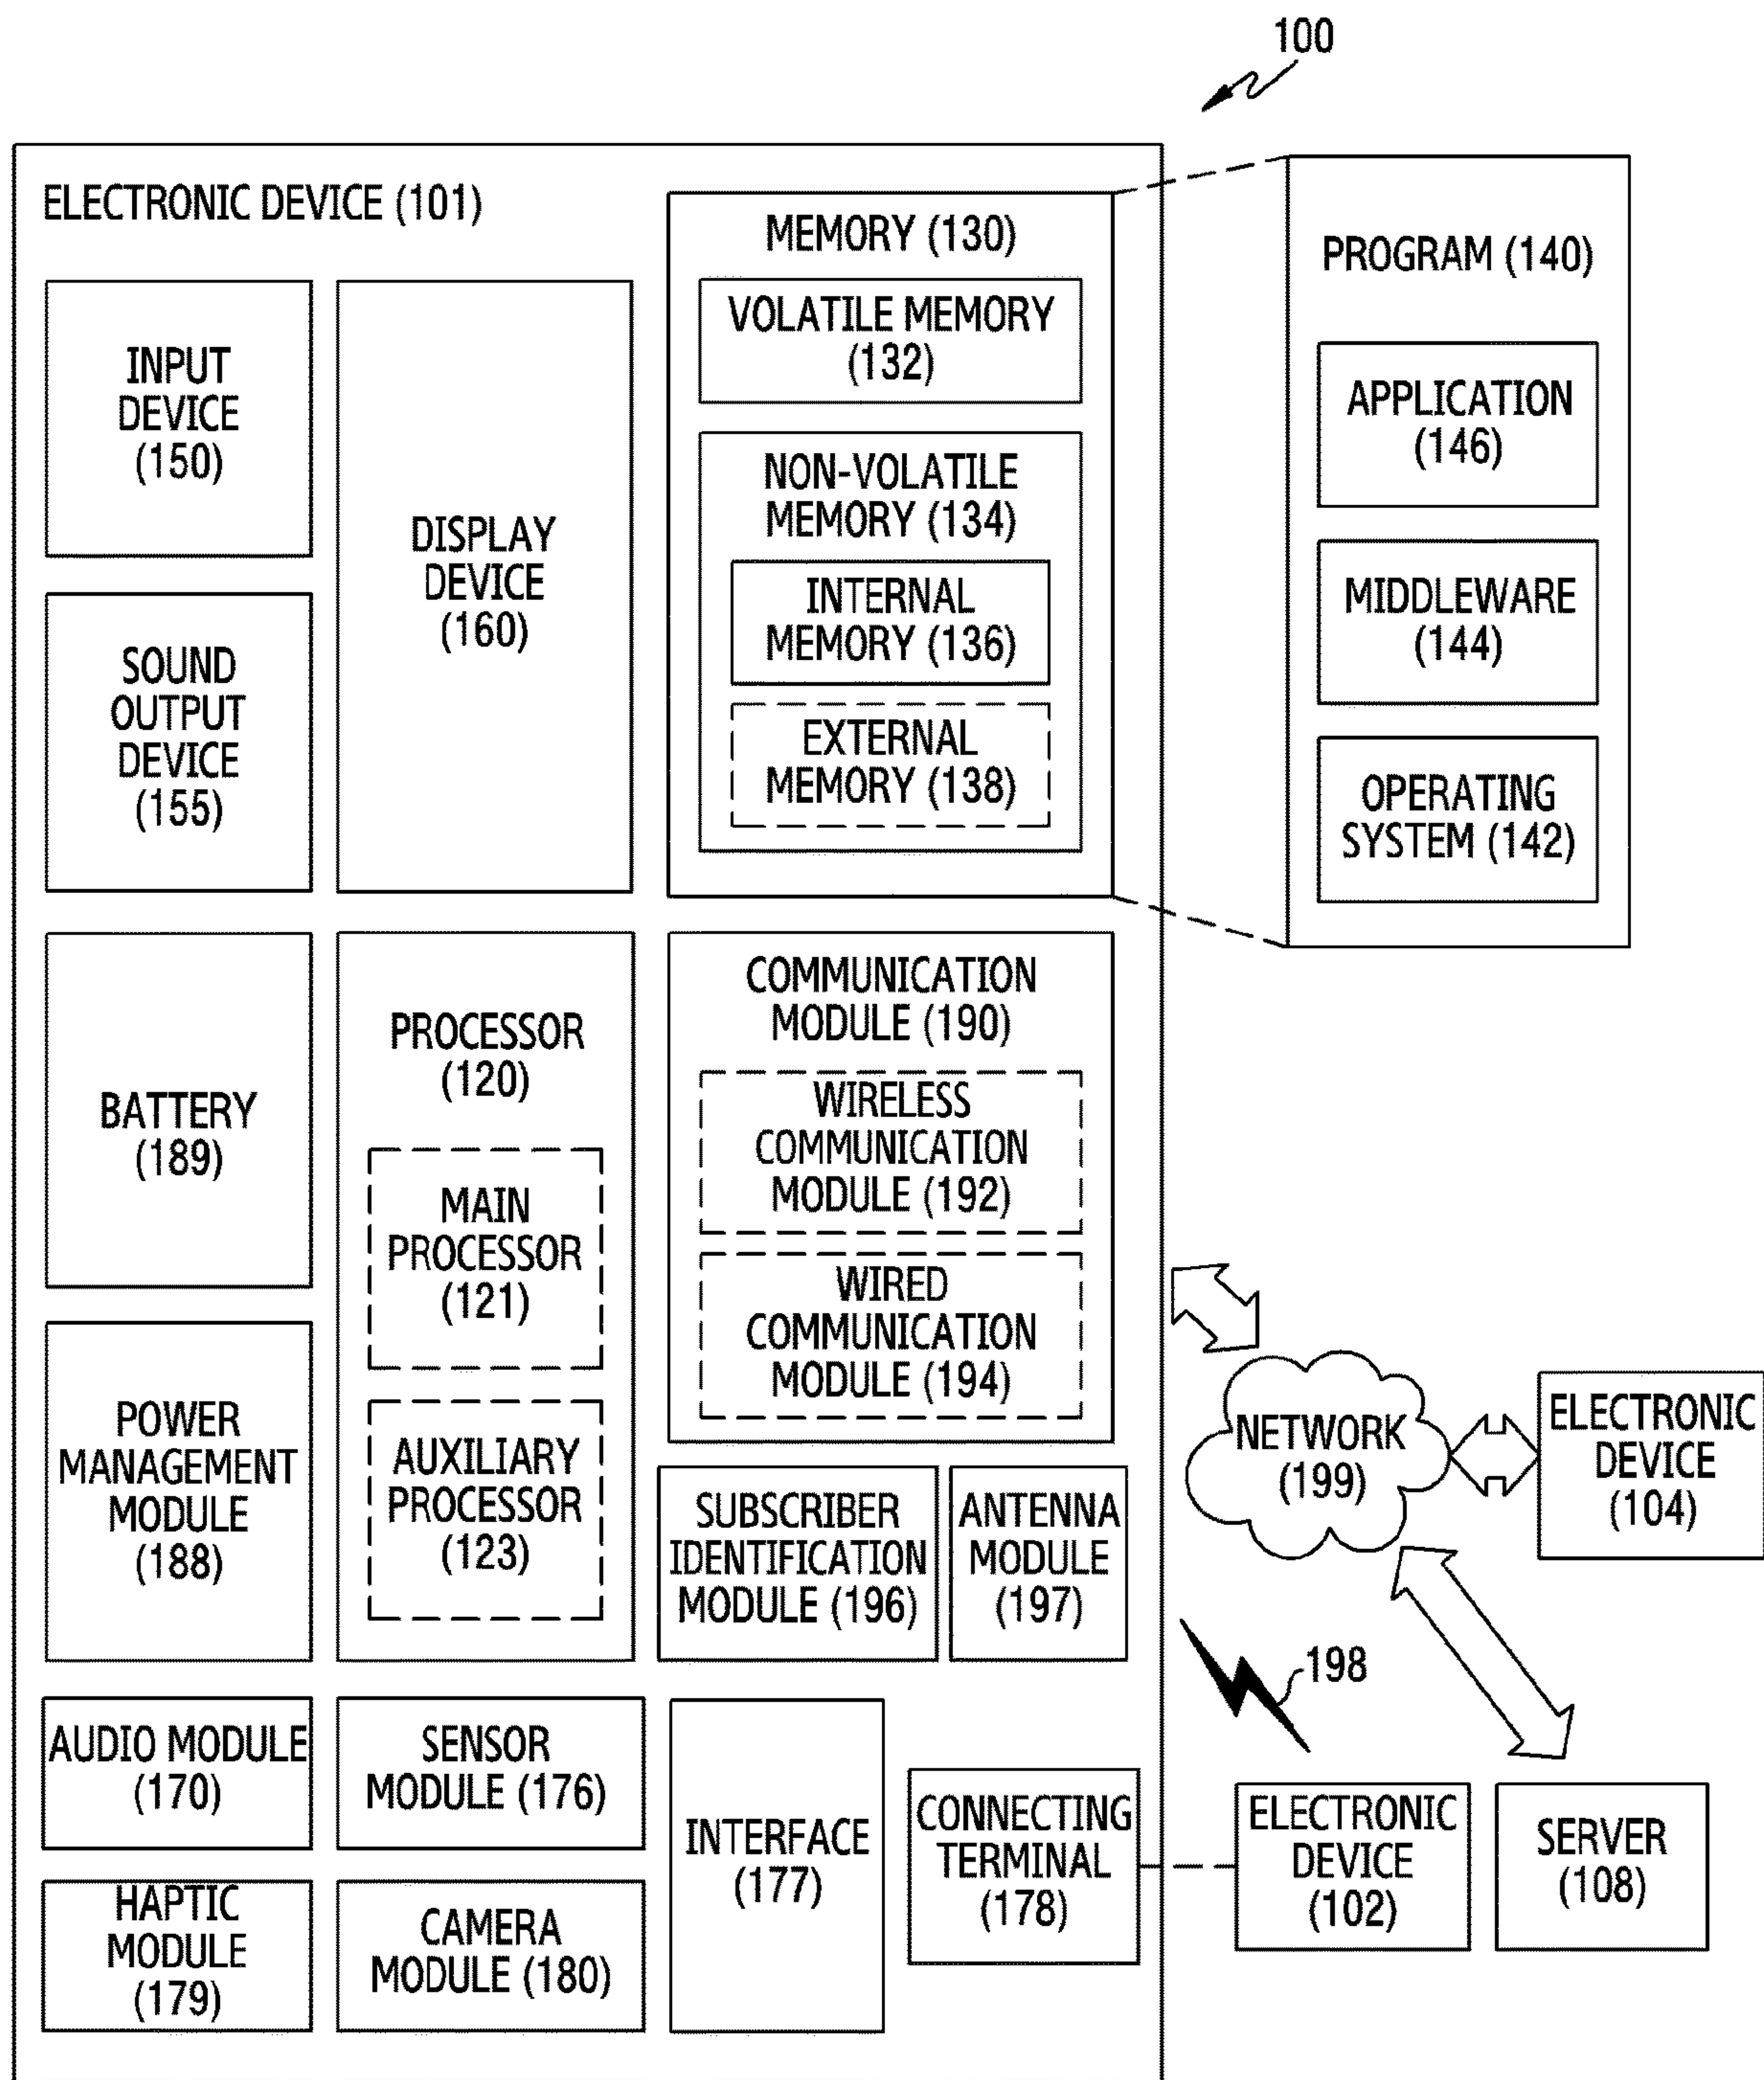 100
ELECTRONIC DEVICE (101)
INPUT
DEVICE
(150)
SOUND
OUTPUT
DEVICE
(155)
DISPLAY
DEVICE
(160)
MEMORY (130)
VOLATILE MEMORY
(132)
NON-VOLATILE
MEMORY (134)
INTERNAL
MEMORY (136)
EXTERNAL
MEMORY (138)
PROGRAM (140)
APPLICATION
(146)
MIDDLEWARE
(144)
OPERATING
SYSTEM (142)
BATTERY
(189)
POWER
MANAGEMENT
MODULE
(188)
PROCESSOR
(120)
MAIN
PROCESSOR
(121)
AUXILIARY
PROCESSOR
(123)
COMMUNICATION
MODULE (190)
WIRELESS
COMMUNICATION
MODULE (192)
WIRED
COMMUNICATION
MODULE (194)
SUBSCRIBER
IDENTIFICATION
MODULE (196)
ANTENNA
MODULE
(197)
NETWORK
(199)
ELECTRONIC
DEVICE
(104)
198
AUDIO MODULE
(170)
SENSOR
MODULE (176)
HAPTIC
MODULE
(179)
CAMERA
MODULE (180)
INTERFACE
(177)
CONNECTING
TERMINAL
(178)
ELECTRONIC
DEVICE
(102)
SERVER
(108)